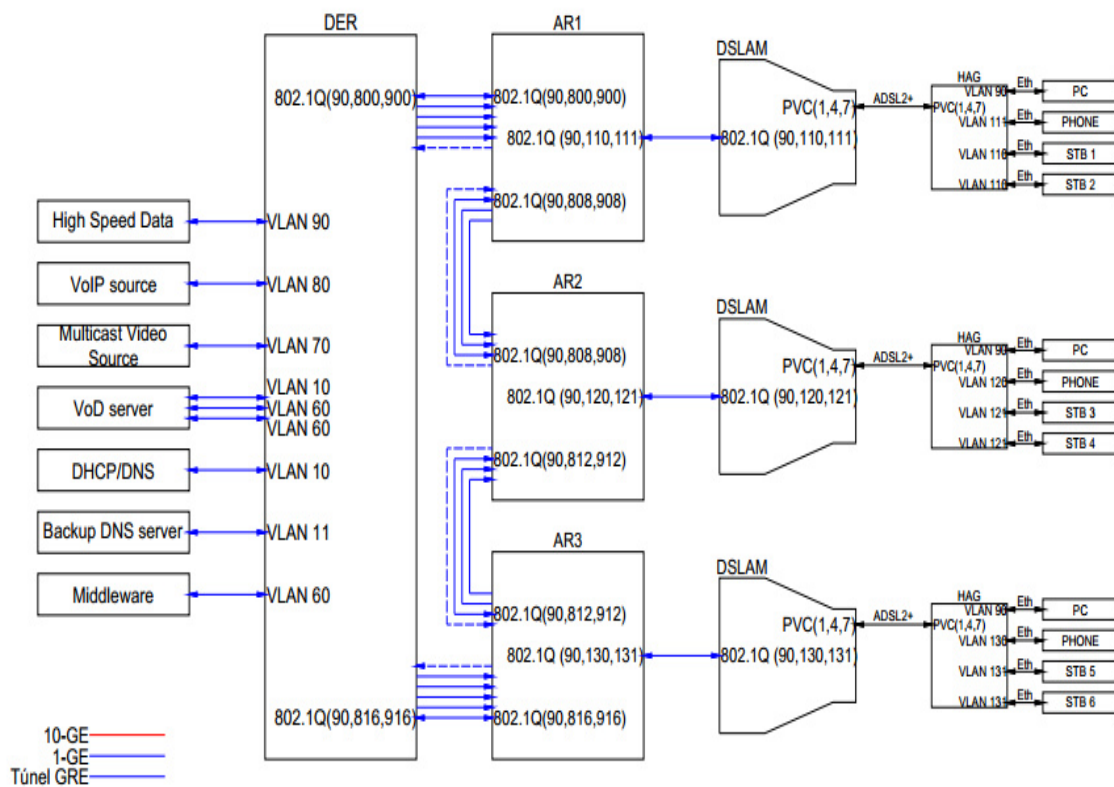 DER
AR1
DSLAM
HAG
802.1Q(90,800,900)
802.1Q(90,800,900)
802.1Q (90,110,111)
PVC(1,4,7)
802.1Q (90,110,111)
ADSL2+
PVC(1,4,7)
VLAN 90
Eth
PC
VLAN 111
Eth
PHONE
VLAN 110
Eth
STB 1
VLAN 110
Eth
STB 2
802.1Q(90,808,908)
High Speed Data
VLAN 90
VoIP source
VLAN 80
Multicast Video
Source
VLAN 70
VoD server
VLAN 10
VLAN 60
VLAN 60
DHCP/DNS
VLAN 10
Backup DNS server
VLAN 11
Middleware
VLAN 60
AR2
DSLAM
HAG
802.1Q(90,808,908)
802.1Q (90,120,121)
802.1Q(90,812,912)
PVC(1,4,7)
802.1Q (90,120,121)
ADSL2+
PVC(1,4,7)
VLAN 90
Eth
PC
VLAN 120
Eth
PHONE
VLAN 121
Eth
STB 3
VLAN 121
Eth
STB 4
AR3
DSLAM
HAG
802.1Q(90,812,912)
802.1Q (90,130,131)
802.1Q(90,816,916)
802.1Q(90,816,916)
PVC(1,4,7)
802.1Q (90,130,131)
ADSL2+
PVC(1,4,7)
VLAN 90
Eth
PC
VLAN 130
Eth
PHONE
VLAN 131
Eth
STB 5
VLAN 131
Eth
STB 6
10-GE
1-GE
Túnel GRE